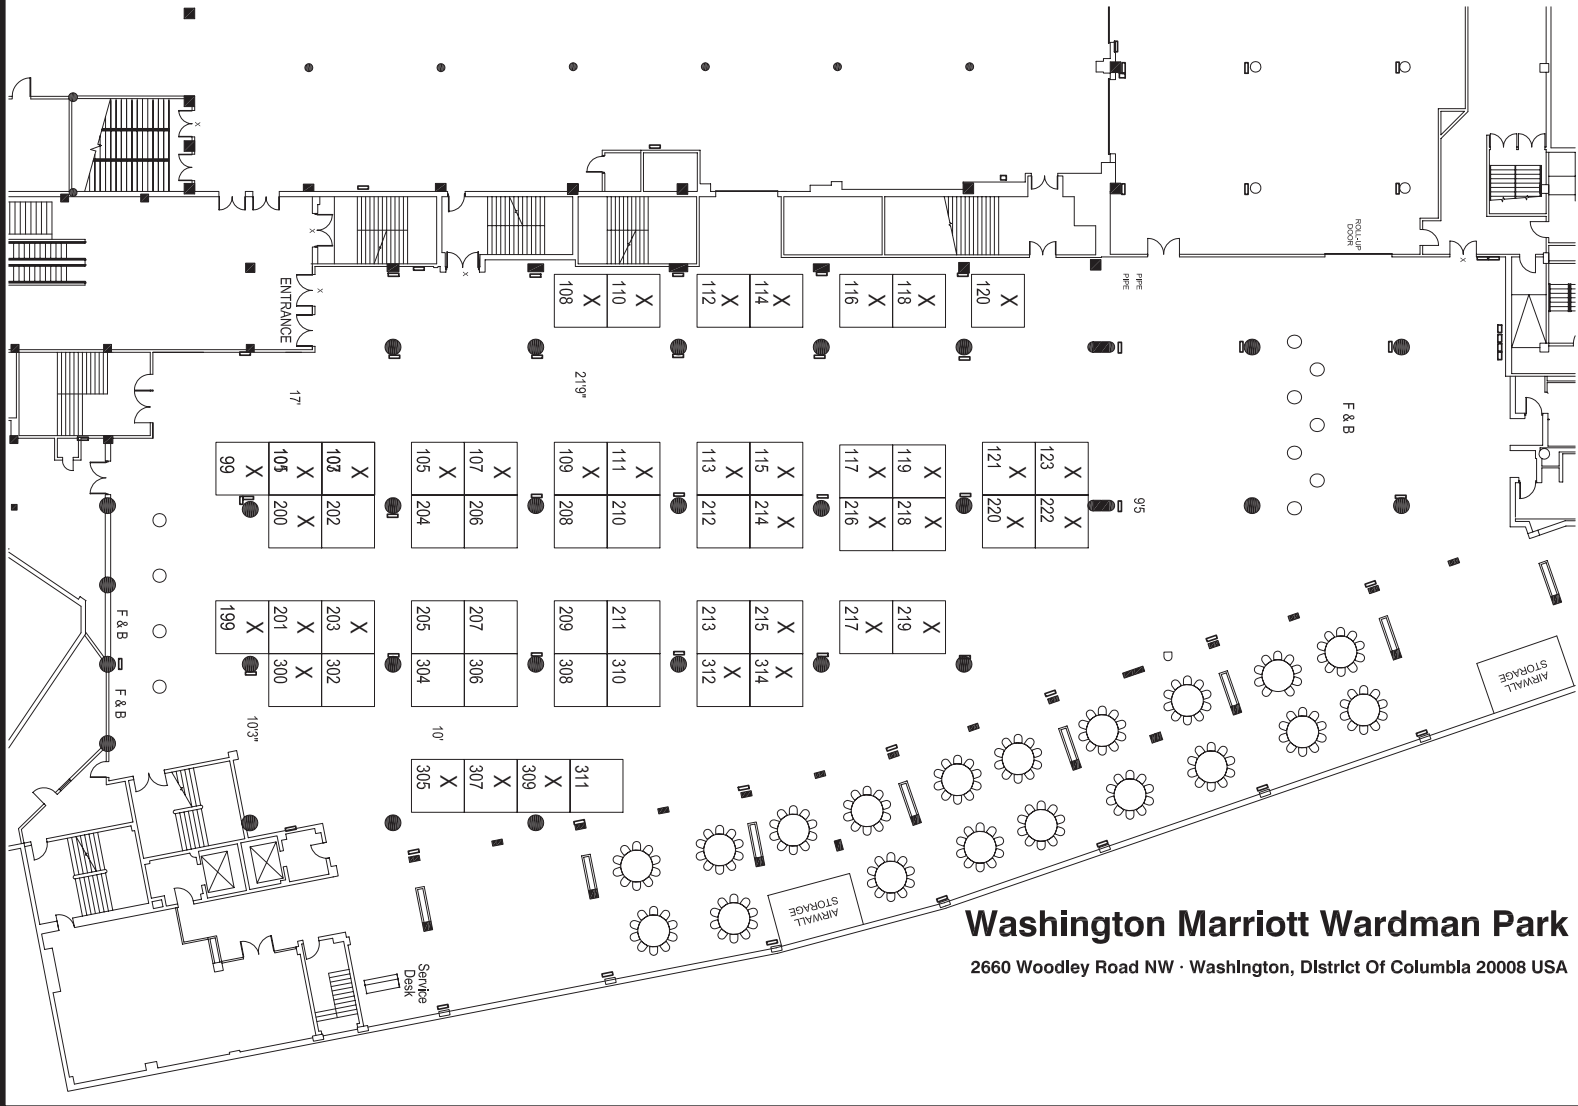 X
X
X
X
ROLL-UP
DOOR
X
X
ENTRANCE
PIPE
PIPE
108 X
110 X
112 X
114 X
116 X
118 X
120 X
17'
21'9"
F & B
99 X
X
X
105 X
107 X
109 X
111 X
113 X
115 X
117 X
119 X
121 X
123 X
200 X
202
204
206
208
210
212
214 X
216 X
218 X
220 X
222 X
9'5
F & B
F & B
199 X
201 X
203 X
205
207
209
211
213
215 X
217 X
219 X
300 X
302
304
306
308
310
312 X
314 X
AIRWALL
STORAGE
10'3"
10'
305 X
307 X
309 X
311
AIRWALL
STORAGE
Service
Desk
Washington Marriott Wardman Park
2660 Woodley Road NW · Washington, District Of Columbia 20008 USA